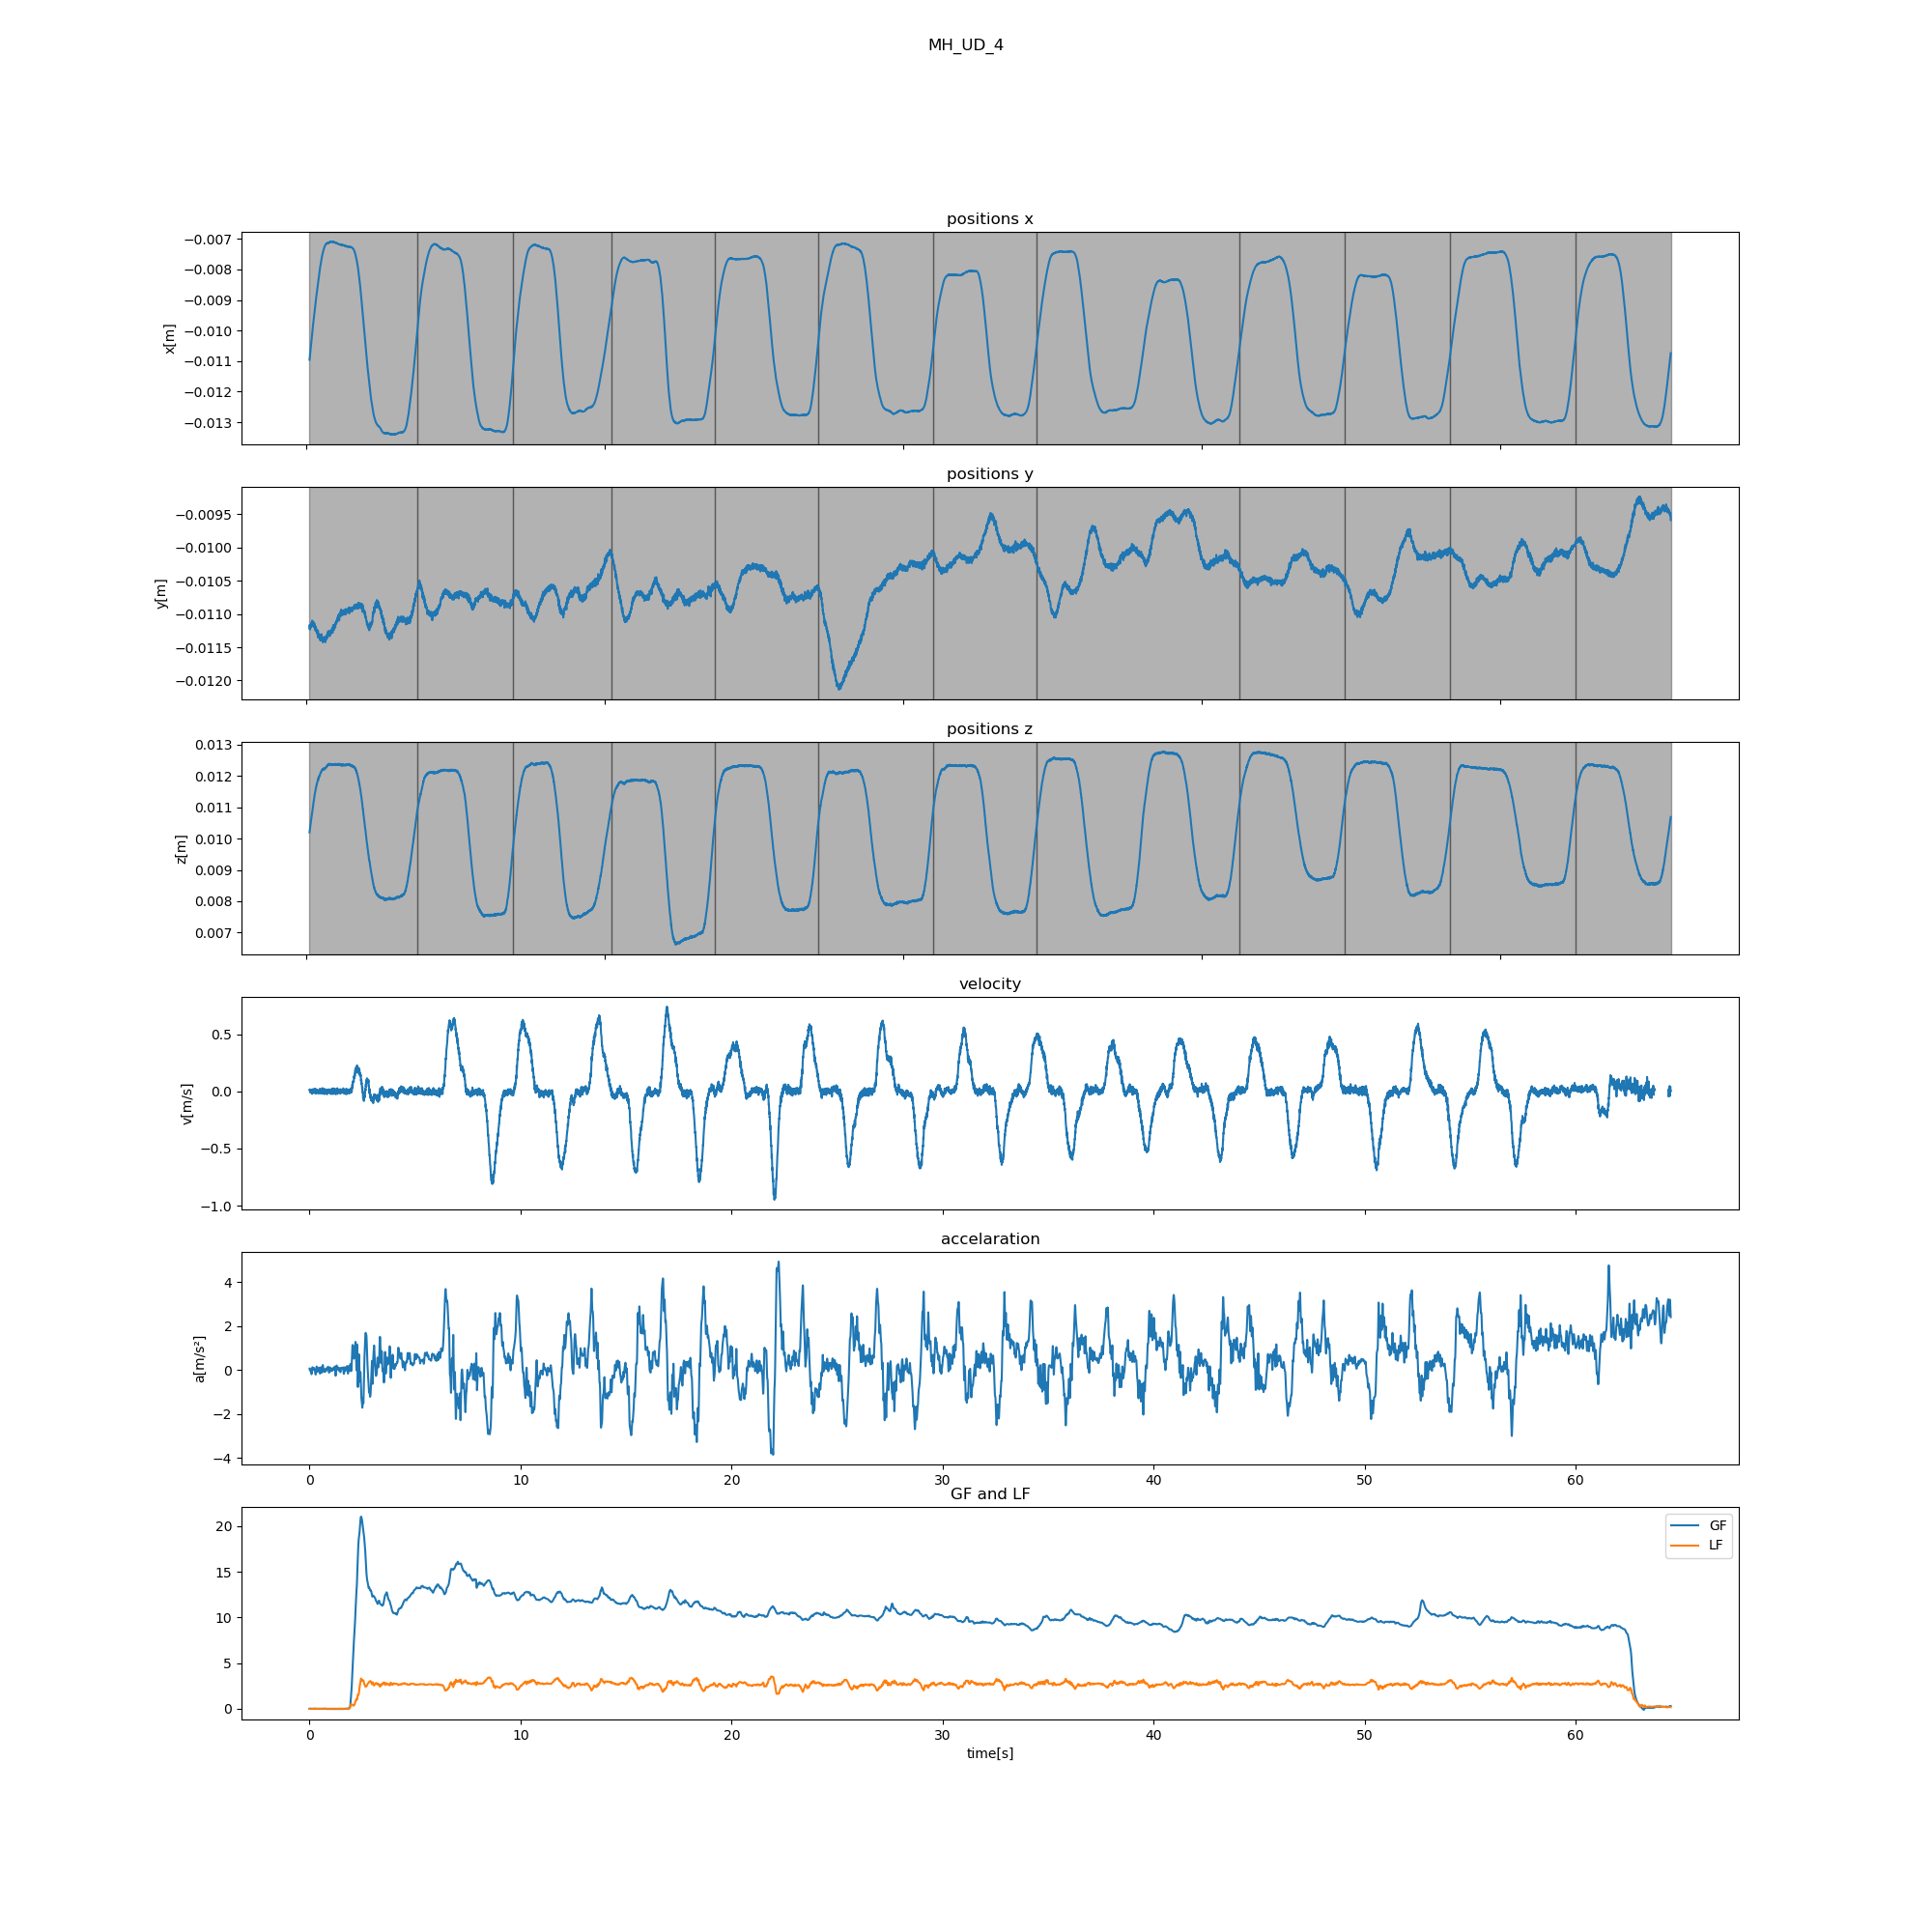 MH_UD_4
positions x
−0.007
−0.008
−0.009
−0.010
−0.011
−0.012
−0.013
x[m]
positions y
−0.0095
−0.0100
−0.0105
−0.0110
−0.0115
−0.0120
y[m]
positions z
0.013
0.012
0.011
0.010
0.009
0.008
0.007
z[m]
velocity
0.5
0.0
−0.5
−1.0
v[m/s]
accelaration
4
2
0
−2
−4
a[m/s²]
0 10 20 30 40 50 60
GF and LF
20
15
10
5
0
GF
LF
0 10 20 30 40 50 60
time[s]